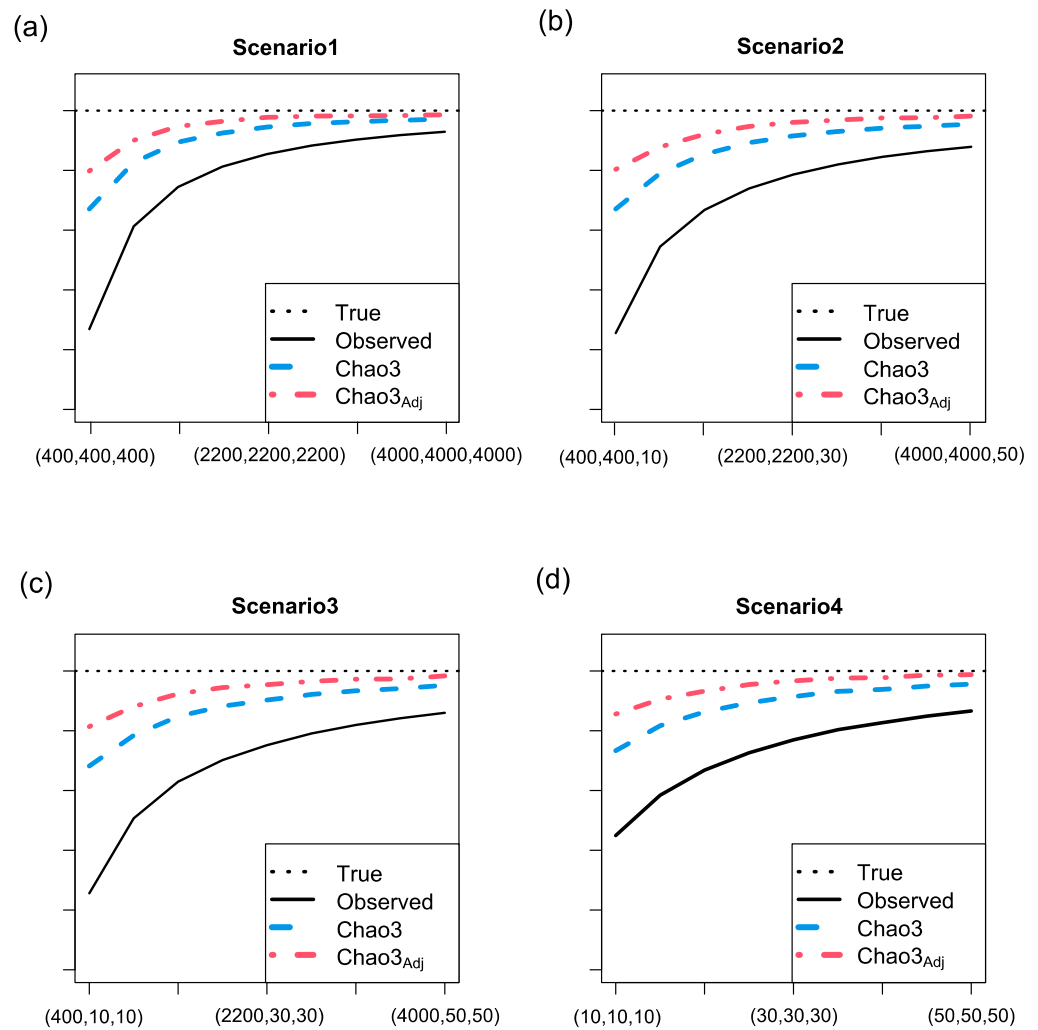 (a)
Scenario1
True
Observed
Chao3
Chao3Adj
(400,400,400)
(2200,2200,2200)
(4000,4000,4000)
(b)
Scenario2
True
Observed
Chao3
Chao3Adj
(400,400,10)
(2200,2200,30)
(4000,4000,50)
(c)
Scenario3
True
Observed
Chao3
Chao3Adj
(400,10,10)
(2200,30,30)
(4000,50,50)
(d)
Scenario4
True
Observed
Chao3
Chao3Adj
(10,10,10)
(30,30,30)
(50,50,50)